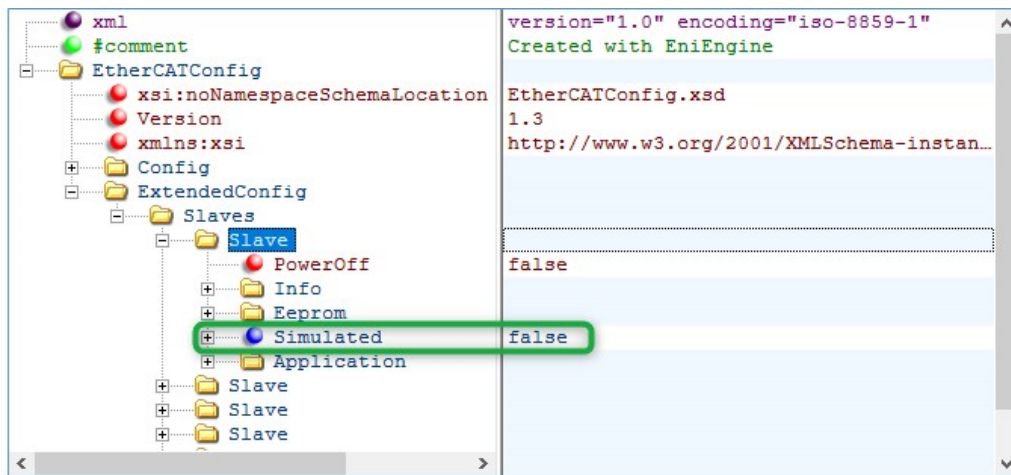 xml version="1.0" encoding="iso-8859-1"
#comment Created with EniEngine
EtherCATConfig
xsi:noNamespaceSchemaLocation EtherCATConfig.xsd
Version 1.3
xmlns:xsi http://www.w3.org/2001/XMLSchema-instan...
Config
ExtendedConfig
Slaves
Slave
PowerOff false
Info
Eeprom
Simulated false
Application
Slave
Slave
Slave